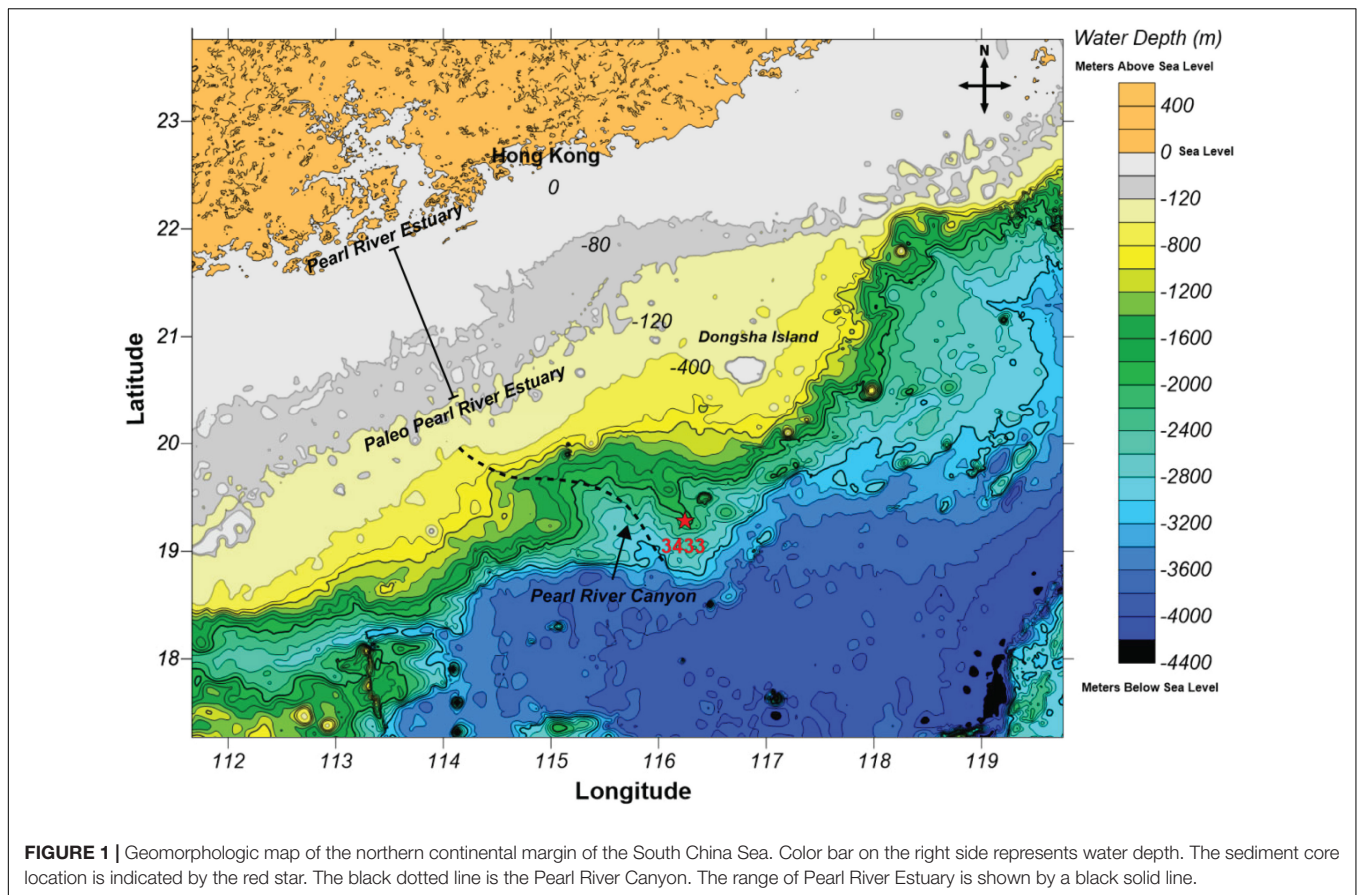 Water Depth (m)
Meters Above Sea Level
400
0 Sea Level
-120
-800
-1200
-1600
-2000
-2400
-2800
-3200
-3600
-4000
-4400
Meters Below Sea Level
N
23
22
21
20
19
18
Latitude
Hong Kong
0
Pearl River Estuary
-80
-120
Dongsha Island
-400
Paleo Pearl River Estuary
3433
Pearl River Canyon
112
113
114
115
116
117
118
119
Longitude
FIGURE 1 | Geomorphologic map of the northern continental margin of the South China Sea. Color bar on the right side represents water depth. The sediment core
location is indicated by the red star. The black dotted line is the Pearl River Canyon. The range of Pearl River Estuary is shown by a black solid line.